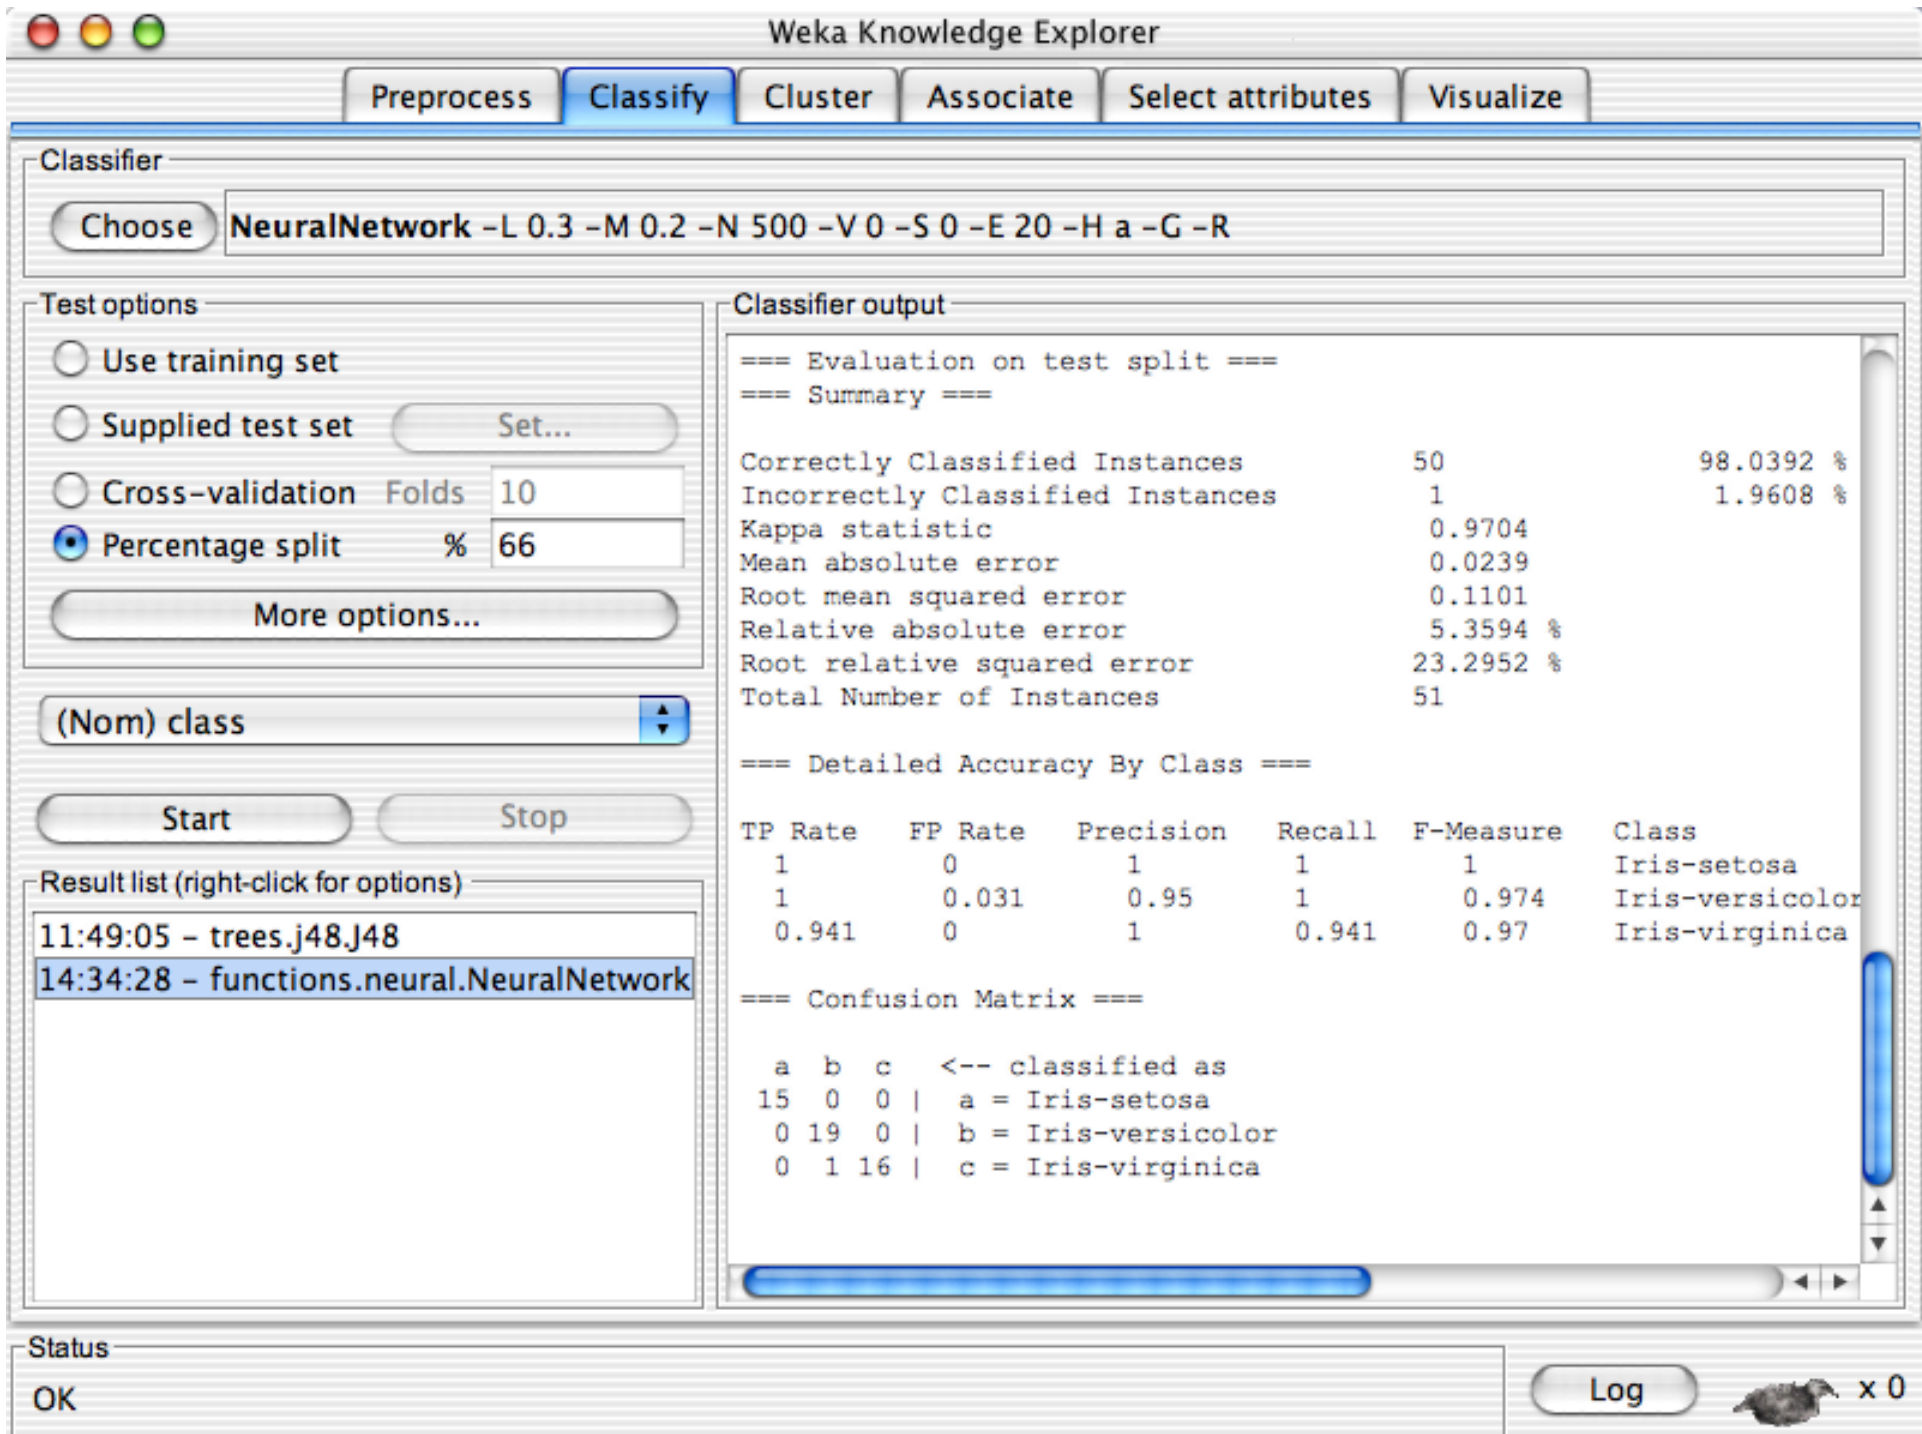 Weka Knowledge Explorer
Preprocess Classify Cluster Associate Select attributes Visualize
Classifier
Choose NeuralNetwork -L 0.3 -M 0.2 -N 500 -V 0 -S 0 -E 20 -H a -G -R
Test options
Use training set
Supplied test set Set...
Cross-validation Folds 10
Percentage split % 66
More options...
(Nom) class
Start Stop
Result list (right-click for options)
11:49:05 - trees.j48.J48
14:34:28 - functions.neural.NeuralNetwork
Classifier output
=== Evaluation on test split ===
=== Summary ===
Correctly Classified Instances 50 98.0392 %
Incorrectly Classified Instances 1 1.9608 %
Kappa statistic 0.9704
Mean absolute error 0.0239
Root mean squared error 0.1101
Relative absolute error 5.3594 %
Root relative squared error 23.2952 %
Total Number of Instances 51
=== Detailed Accuracy By Class ===
TP Rate FP Rate Precision Recall F-Measure Class
1 0 1 1 1 Iris-setosa
1 0.031 0.95 1 0.974 Iris-versicolor
0.941 0 1 0.941 0.97 Iris-virginica
=== Confusion Matrix ===
a b c <-- classified as
15 0 0 | a = Iris-setosa
0 19 0 | b = Iris-versicolor
0 1 16 | c = Iris-virginica
Status
OK
Log x 0